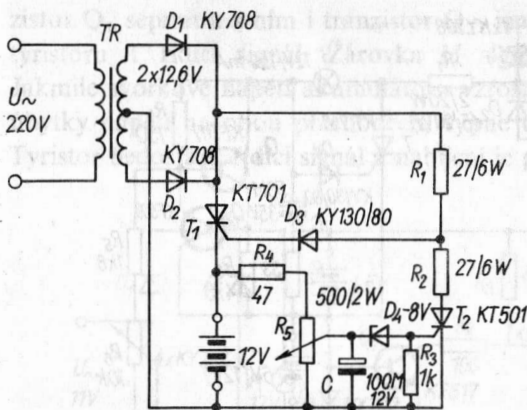 D₁ KY708
TR
2x12,6V
U~
220V
KY708
D₂
KT701
T₁
D₃ KY130/80
R₁ 27/6W
R₂ 27/6W
R₄
47
500/2W
R₅
D₄~8V
T₂ KT501
12V
C
100M
12V
R₃
1k